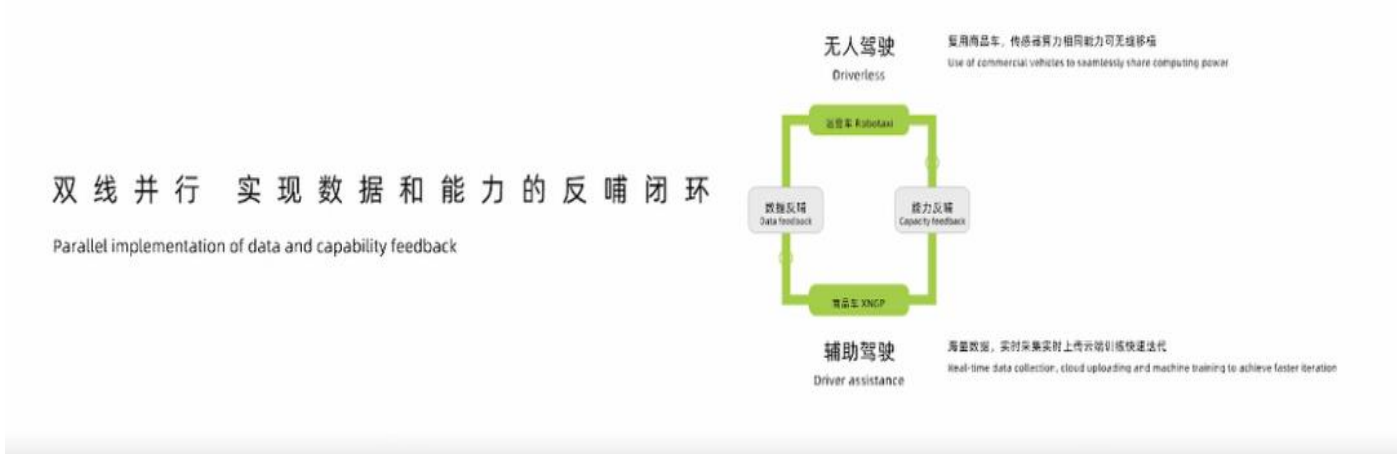 双线并行 实现数据和能力的反哺闭环
Parallel implementation of data and capability feedback
无人驾驶
Driverless
复用商品车，传感器算力相同能力可无缝移植
Use of commercial vehicles to seamlessly share computing power
运营车 Robotaxi
数据反哺
Data feedback
能力反哺
Capacity feedback
商品车 XNGP
辅助驾驶
Driver assistance
海量数据，实时采集实时上传云端训练快速迭代
Real-time data collection, cloud uploading and machine training to achieve faster iteration